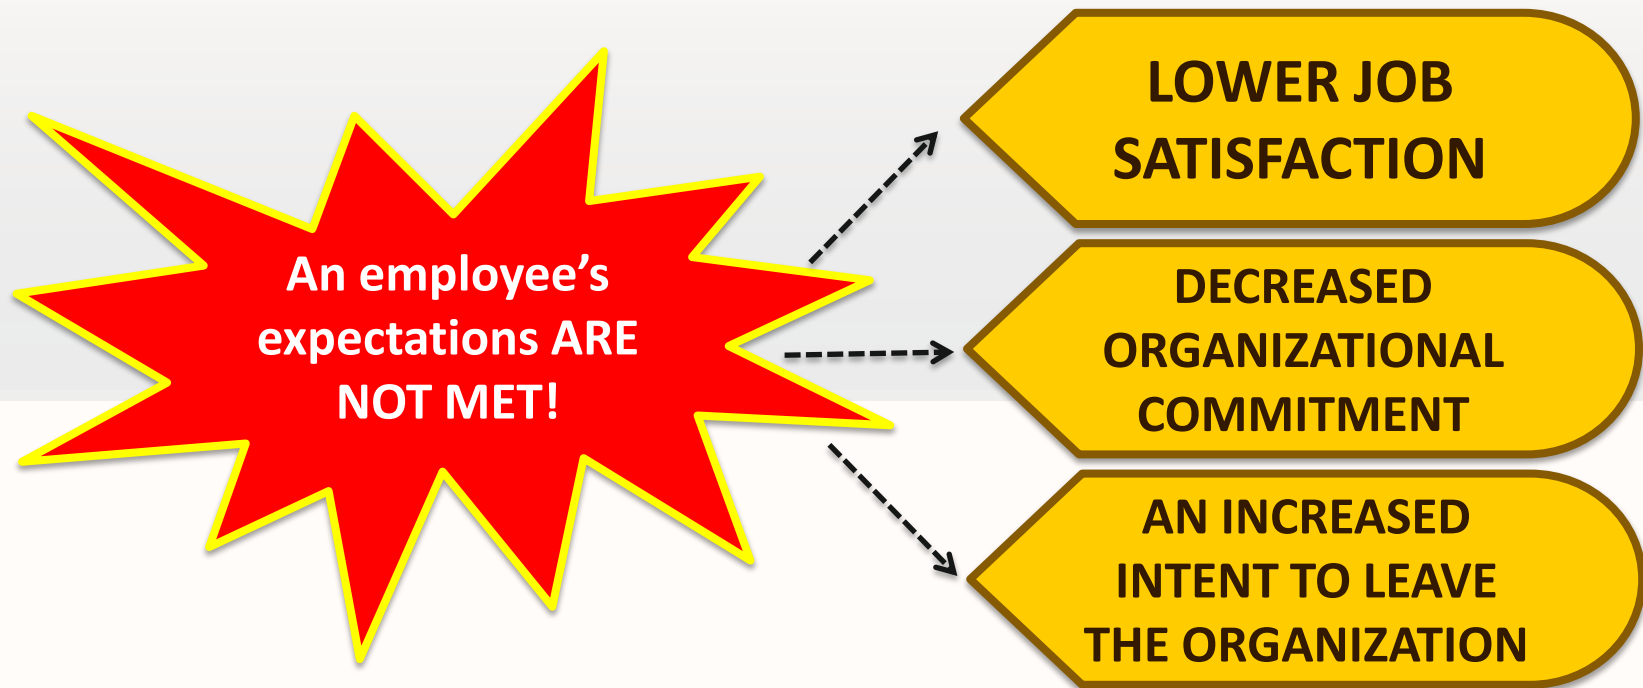 An employee’s
expectations ARE
NOT MET!
LOWER JOB
SATISFACTION
DECREASED
ORGANIZATIONAL
COMMITMENT
AN INCREASED
INTENT TO LEAVE
THE ORGANIZATION